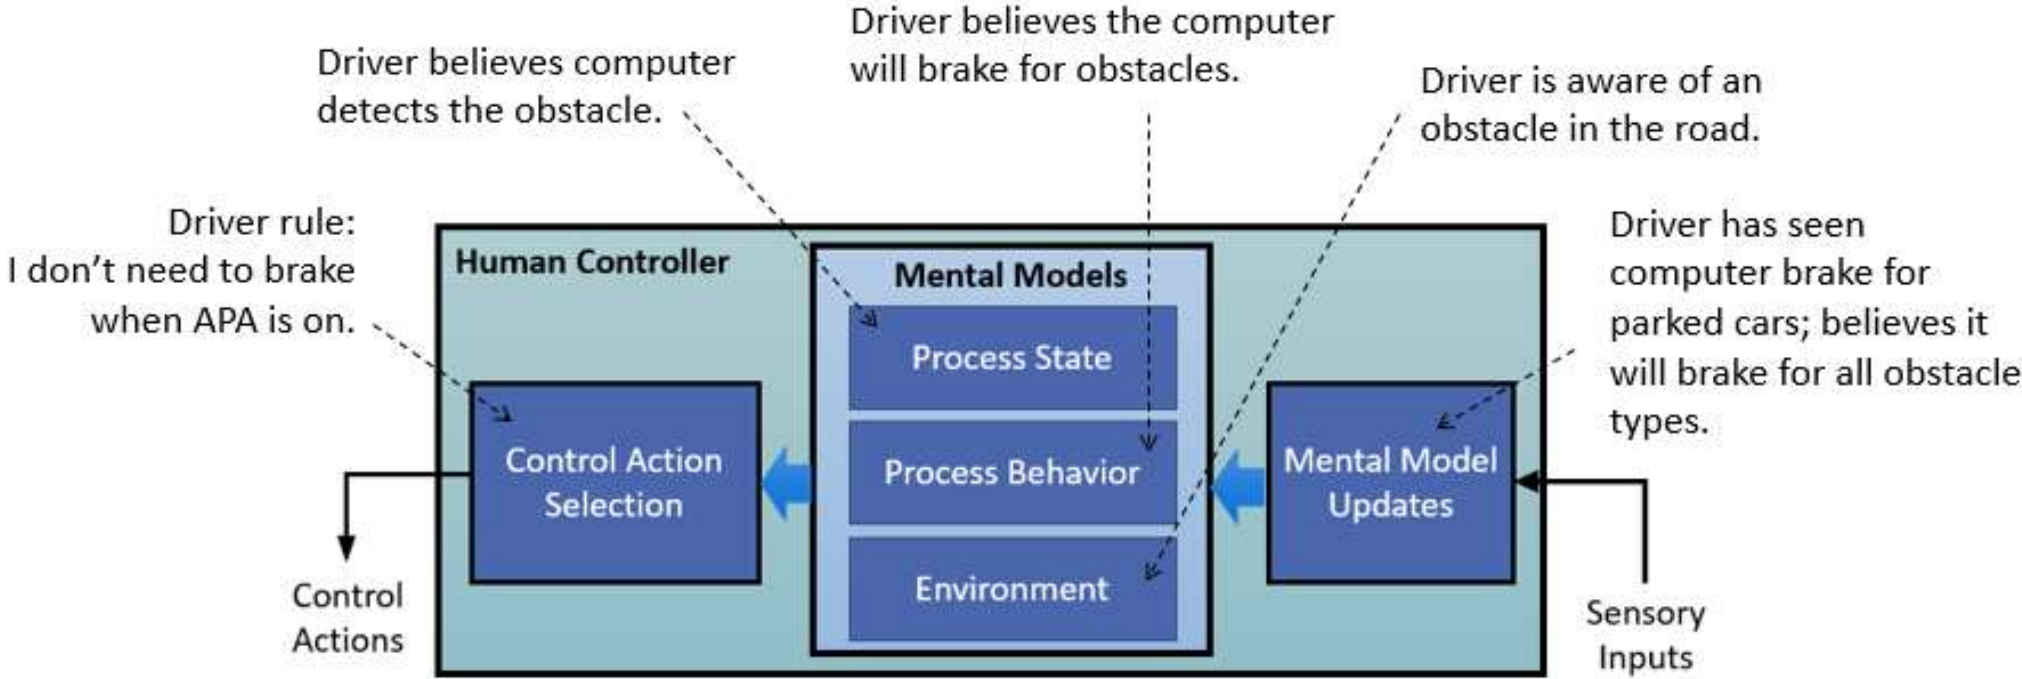 Driver believes computer
detects the obstacle.
Driver believes the computer
will brake for obstacles.
Driver is aware of an
obstacle in the road.
Driver rule:
I don’t need to brake
when APA is on.
Driver has seen
computer brake for
parked cars; believes it
will brake for all obstacle
types.
Human Controller
Mental Models
Process State
Process Behavior
Environment
Control Action
Selection
Mental Model
Updates
Control
Actions
Sensory
Inputs